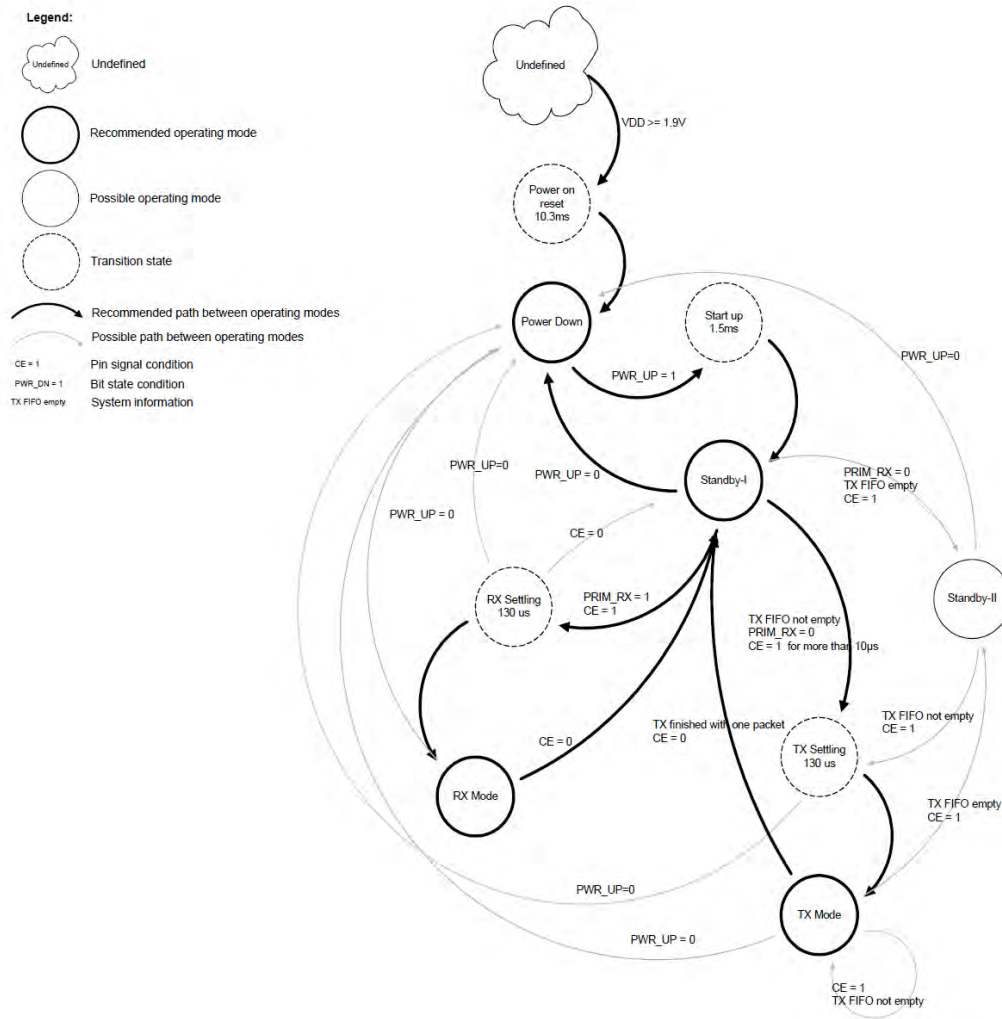 Legend:
Undefined
Undefined
Recommended operating mode
Possible operating mode
Transition state
Recommended path between operating modes
Possible path between operating modes
CE = 1
Pin signal condition
PWR_DN = 1
Bit state condition
TX FIFO empty
System information
Undefined
VDD >= 1.9V
Power on
reset
10.3ms
Power Down
Start up
1.5ms
PWR_UP=0
PWR_UP = 1
PWR_UP=0
PWR_UP = 0
Standby-I
PRIM_RX = 0
TX FIFO empty
CE = 1
PWR_UP = 0
CE = 0
RX Settling
130 us
PRIM_RX = 1
CE = 1
Standby-II
TX FIFO not empty
PRIM_RX = 0
CE = 1 for more than 10µs
TX FIFO not empty
CE = 1
TX finished with one packet
CE = 0
CE = 0
TX Settling
130 us
RX Mode
TX FIFO empty
CE = 1
PWR_UP=0
TX Mode
PWR_UP = 0
CE = 1
TX FIFO not empty